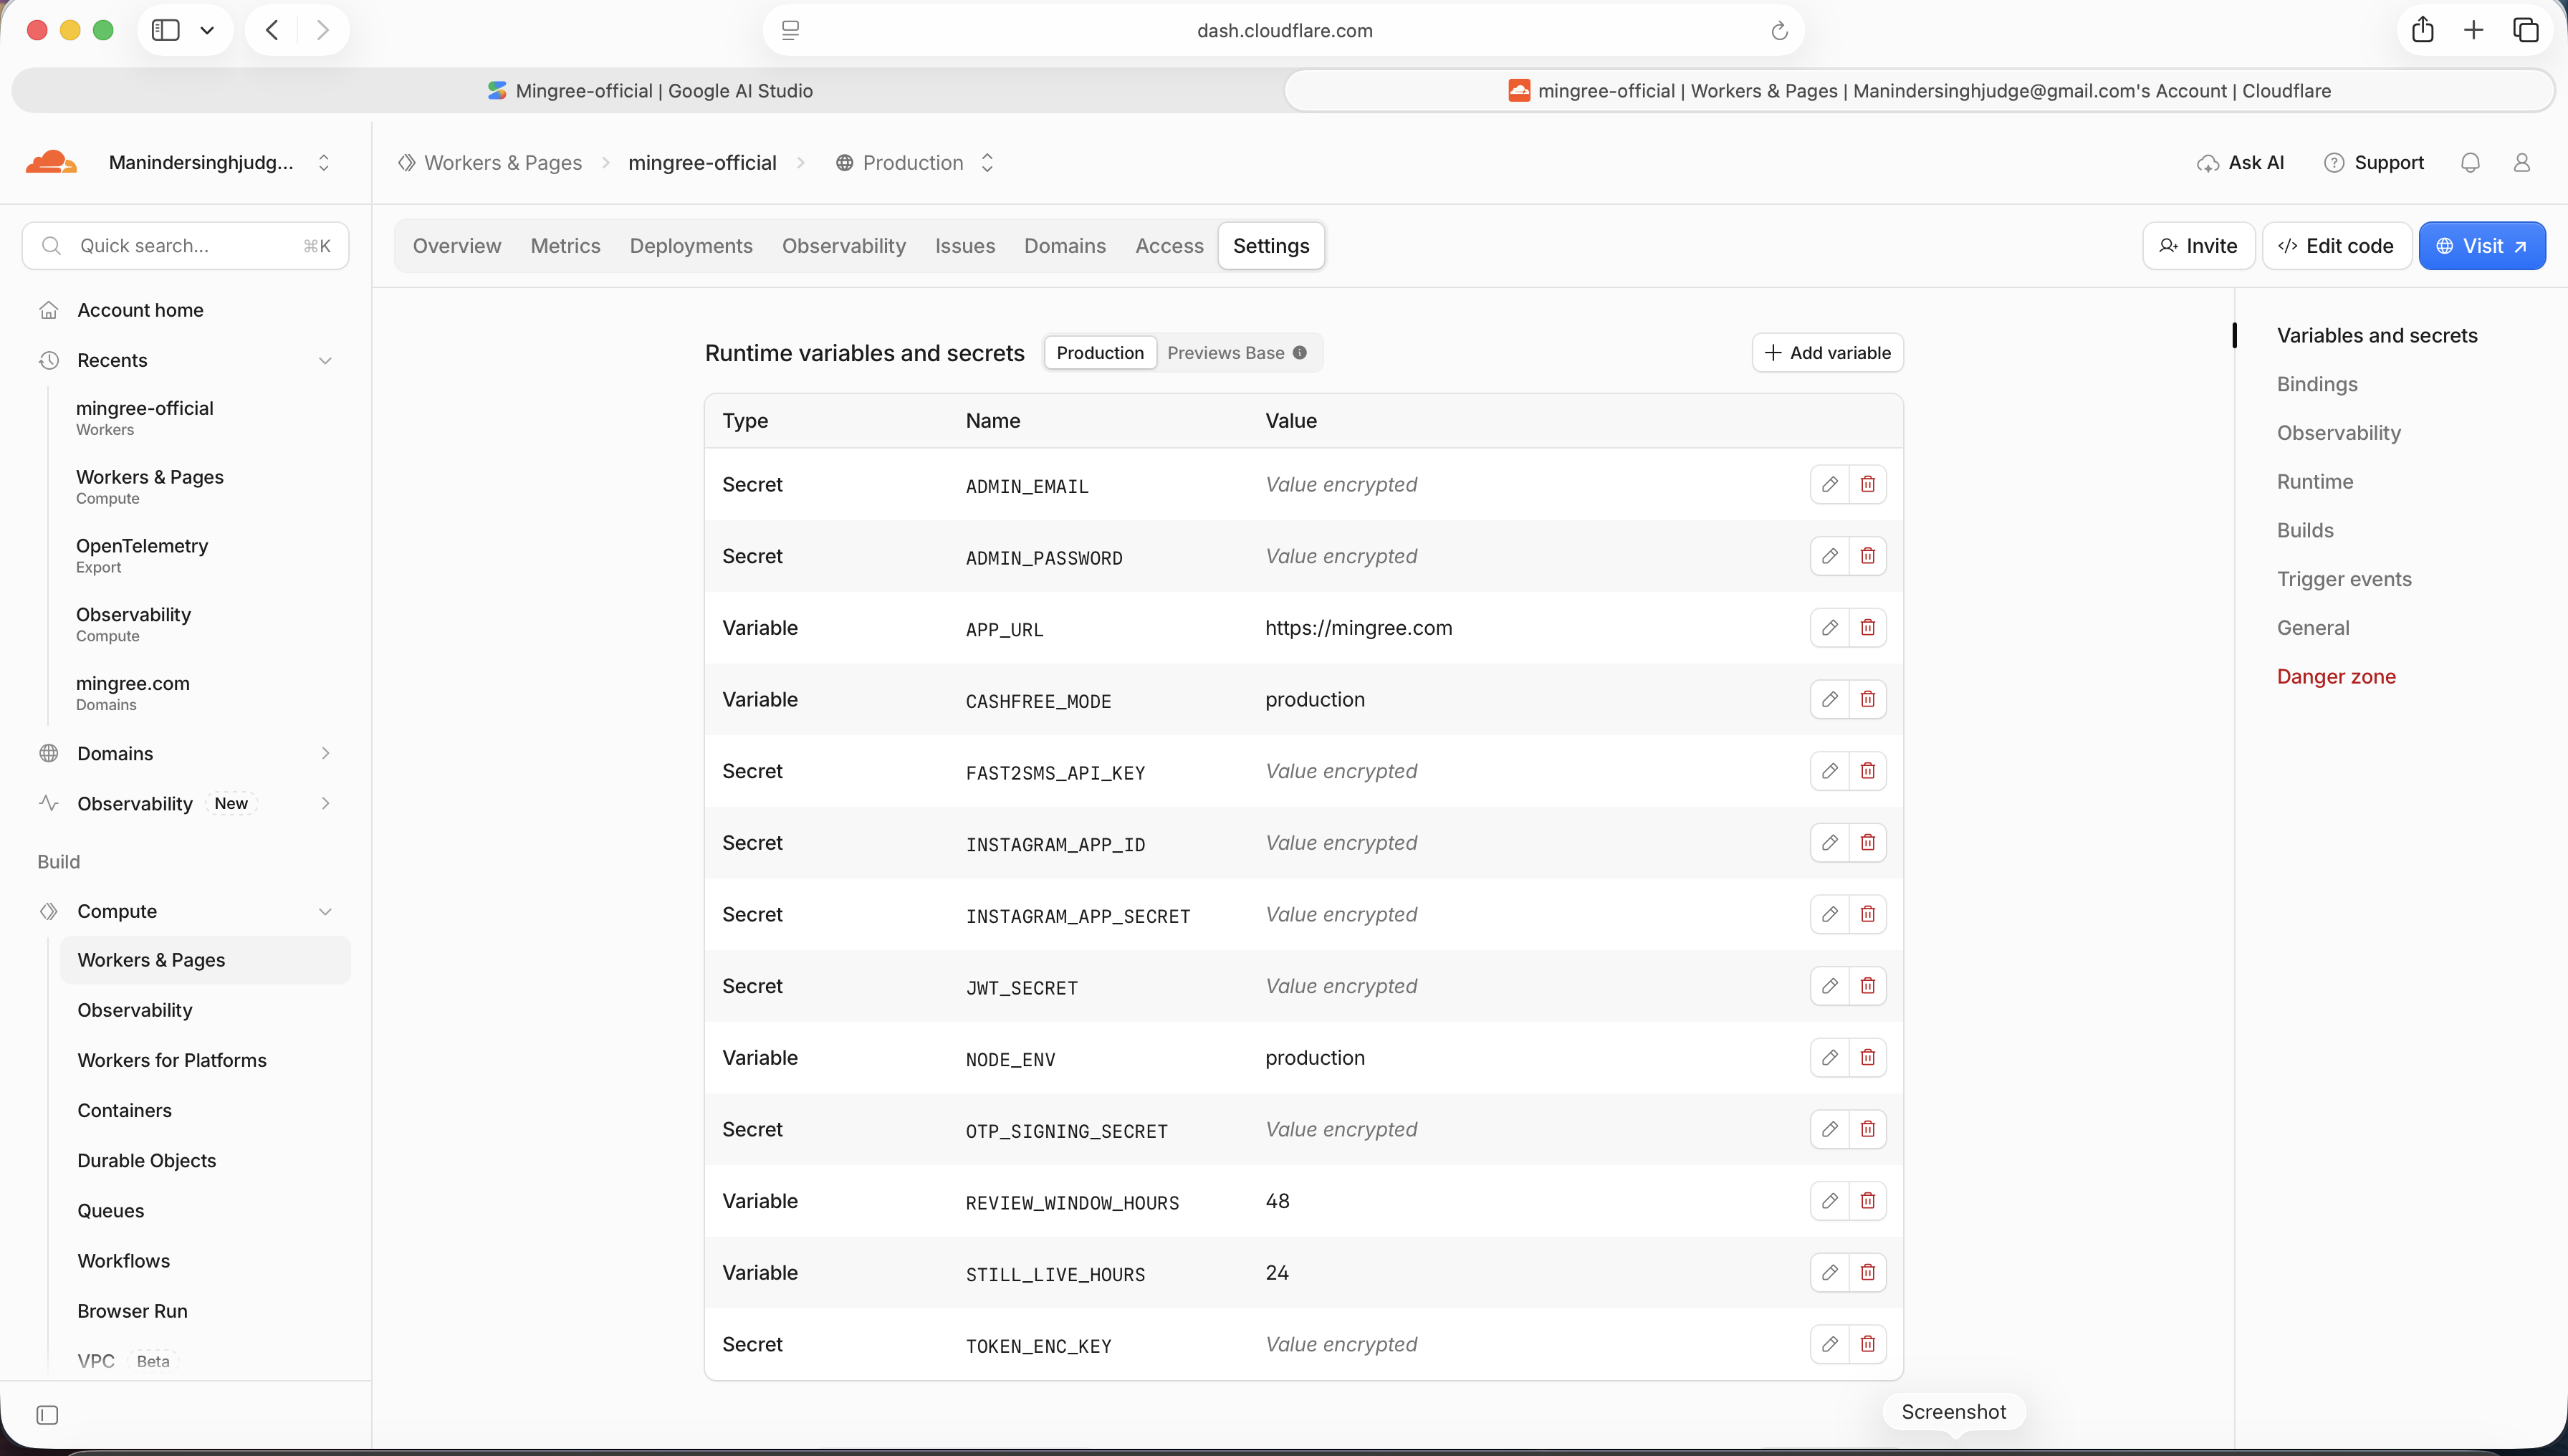 dash.cloudflare.com
Mingree-official | Google AI Studio
mingree-official | Workers & Pages | Manindersinghjudge@gmail.com's Account | Cloudflare
Manindersinghjudg...
Workers & Pages
mingree-official
Production
Ask AI
Support
Quick search...
⌘K
Overview
Metrics
Deployments
Observability
Issues
Domains
Access
Settings
Invite
Edit code
Visit
Account home
Recents
mingree-official
Workers
Workers & Pages
Compute
OpenTelemetry
Export
Observability
Compute
mingree.com
Domains
Domains
Observability New
Build
Compute
Workers & Pages
Observability
Workers for Platforms
Containers
Durable Objects
Queues
Workflows
Browser Run
VPC Beta
Runtime variables and secrets
Production
Previews Base
Add variable
Type Name Value
Secret ADMIN_EMAIL Value encrypted
Secret ADMIN_PASSWORD Value encrypted
Variable APP_URL https://mingree.com
Variable CASHFREE_MODE production
Secret FAST2SMS_API_KEY Value encrypted
Secret INSTAGRAM_APP_ID Value encrypted
Secret INSTAGRAM_APP_SECRET Value encrypted
Secret JWT_SECRET Value encrypted
Variable NODE_ENV production
Secret OTP_SIGNING_SECRET Value encrypted
Variable REVIEW_WINDOW_HOURS 48
Variable STILL_LIVE_HOURS 24
Secret TOKEN_ENC_KEY Value encrypted
Variables and secrets
Bindings
Observability
Runtime
Builds
Trigger events
General
Danger zone
Screenshot